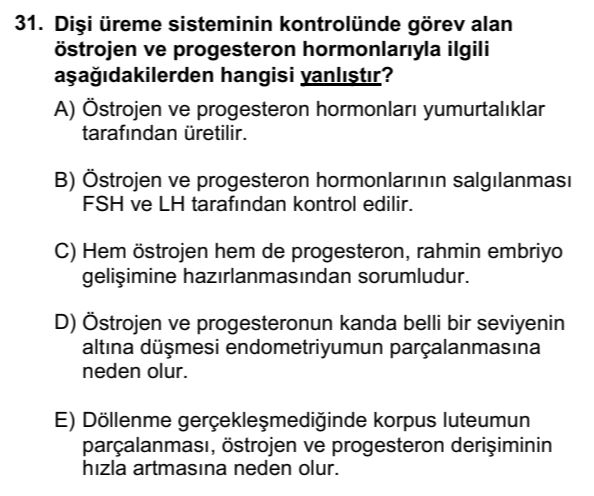 31. Dişi üreme sisteminin kontrolünde görev alan
östrojen ve progesteron hormonlarıyla ilgili
aşağıdakilerden hangisi yanlıştır?
A) Östrojen ve progesteron hormonları yumurtalıklar
tarafından üretilir.
B) Östrojen ve progesteron hormonlarının salgılanması
FSH ve LH tarafından kontrol edilir.
C) Hem östrojen hem de progesteron, rahmin embriyo
gelişimine hazırlanmasından sorumludur.
D) Östrojen ve progesteronun kanda belli bir seviyenin
altına düşmesi endometriyumun parçalanmasına
neden olur.
E) Döllenme gerçekleşmediğinde korpus luteumun
parçalanması, östrojen ve progesteron derişiminin
hızla artmasına neden olur.